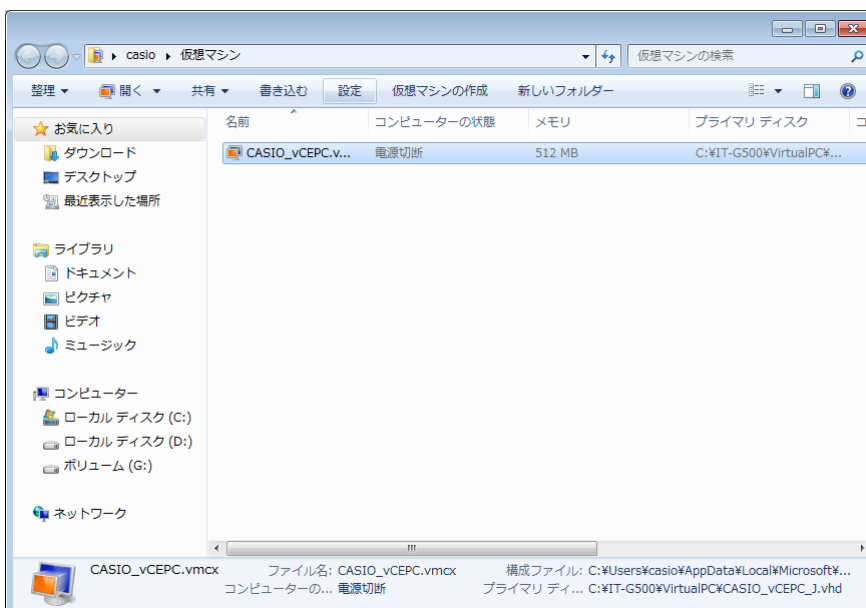 casio ▸ 仮想マシン
仮想マシンの検索
整理 開く 共有 書き込む 設定 仮想マシンの作成 新しいフォルダー
名前 コンピューターの状態 メモリ プライマリ ディスク コ
CASIO_vCEPC.v... 電源切断 512 MB C:¥IT-G500¥VirtualPC¥...
お気に入り
ダウンロード
デスクトップ
最近表示した場所
ライブラリ
ドキュメント
ピクチャ
ビデオ
ミュージック
コンピューター
ローカル ディスク (C:)
ローカル ディスク (D:)
ボリューム (G:)
ネットワーク
CASIO_vCEPC.vmcx ファイル名: CASIO_vCEPC.vmcx 構成ファイル: C:¥Users¥casio¥AppData¥Local¥Microsoft¥...
コンピューターの... 電源切断 プライマリ ディ... C:¥IT-G500¥VirtualPC¥CASIO_vCEPC_J.vhd